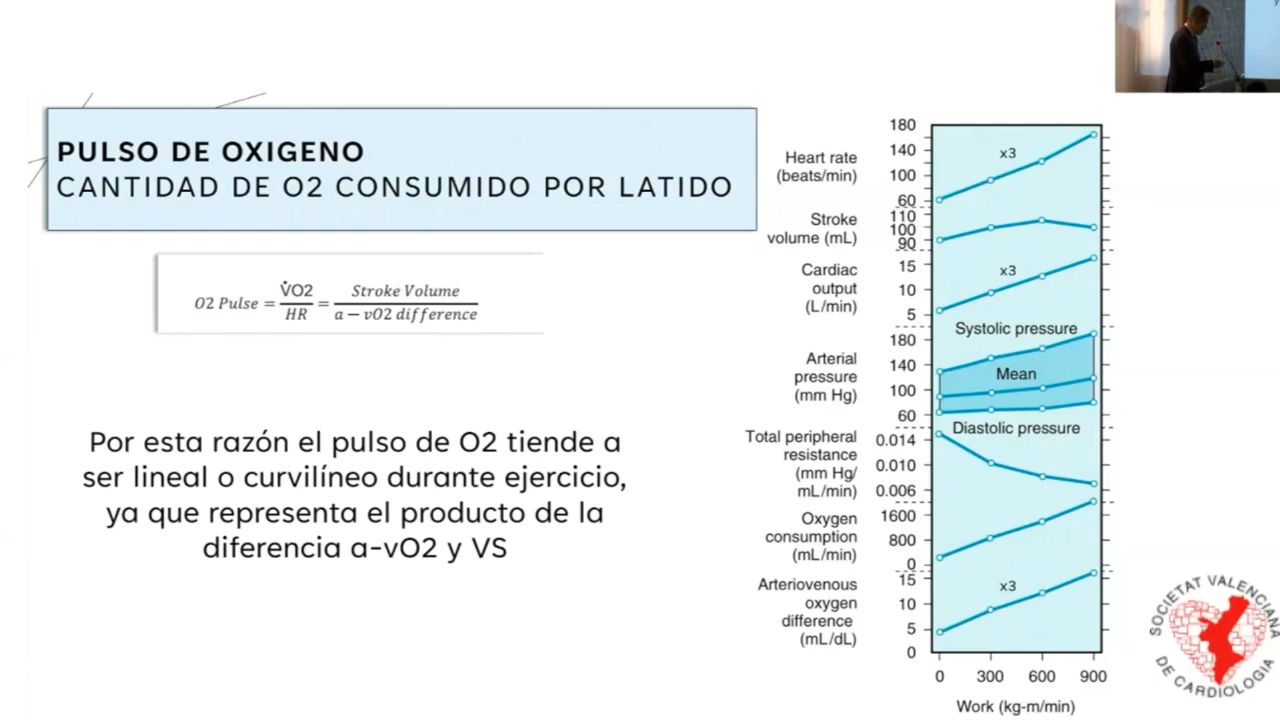 PULSO DE OXIGENO
CANTIDAD DE O2 CONSUMIDO POR LATIDO
O2 Pulse = V̇O2 / HR = Stroke Volume / a − vO2 difference
Por esta razón el pulso de O2 tiende a
ser lineal o curvilíneo durante ejercicio,
ya que representa el producto de la
diferencia a-vO2 y VS
Heart rate
(beats/min)
180
140
100
60
x3
Stroke
volume (mL)
110
100
90
Cardiac
output
(L/min)
15
10
5
x3
Systolic pressure
Arterial
pressure
(mm Hg)
180
140
100
60
Mean
Diastolic pressure
Total peripheral
resistance
(mm Hg/
mL/min)
0.014
0.010
0.006
Oxygen
consumption
(mL/min)
1600
800
0
Arteriovenous
oxygen
difference
(mL/dL)
15
10
5
0
x3
0 300 600 900
Work (kg-m/min)
SOCIETAT VALENCIANA
DE CARDIOLOGIA